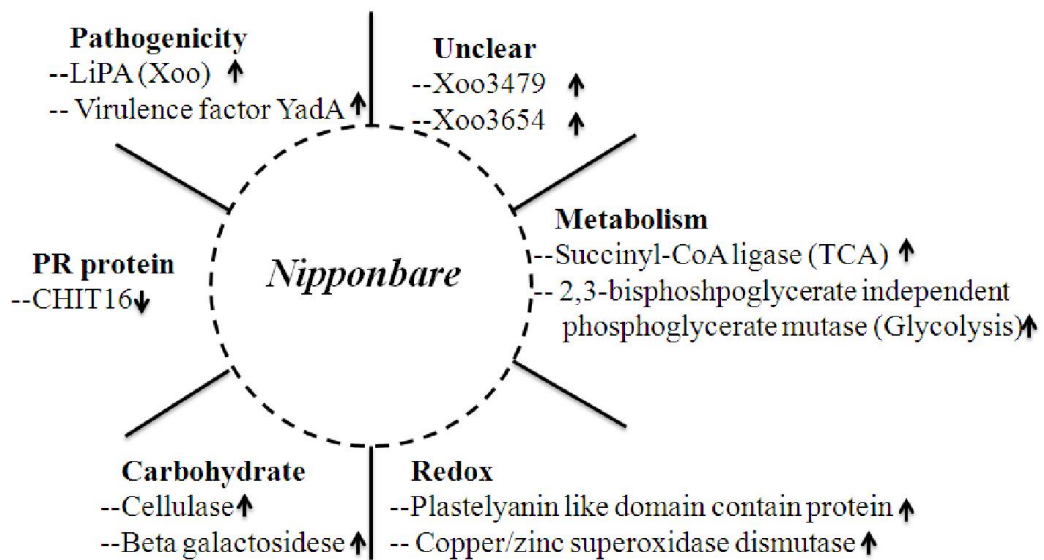 Pathogenicity
--LiPA (Xoo) ↑
-- Virulence factor YadA ↑
Unclear
--Xoo3479 ↑
--Xoo3654 ↑
Metabolism
--Succinyl-CoA ligase (TCA) ↑
-- 2,3-bisphoshpoglycerate independent
phosphoglycerate mutase (Glycolysis) ↑
PR protein
--CHIT16 ↓
Nipponbare
Carbohydrate
--Cellulase ↑
--Beta galactosidese ↑
Redox
--Plastelyanin like domain contain protein ↑
-- Copper/zinc superoxidase dismutase ↑